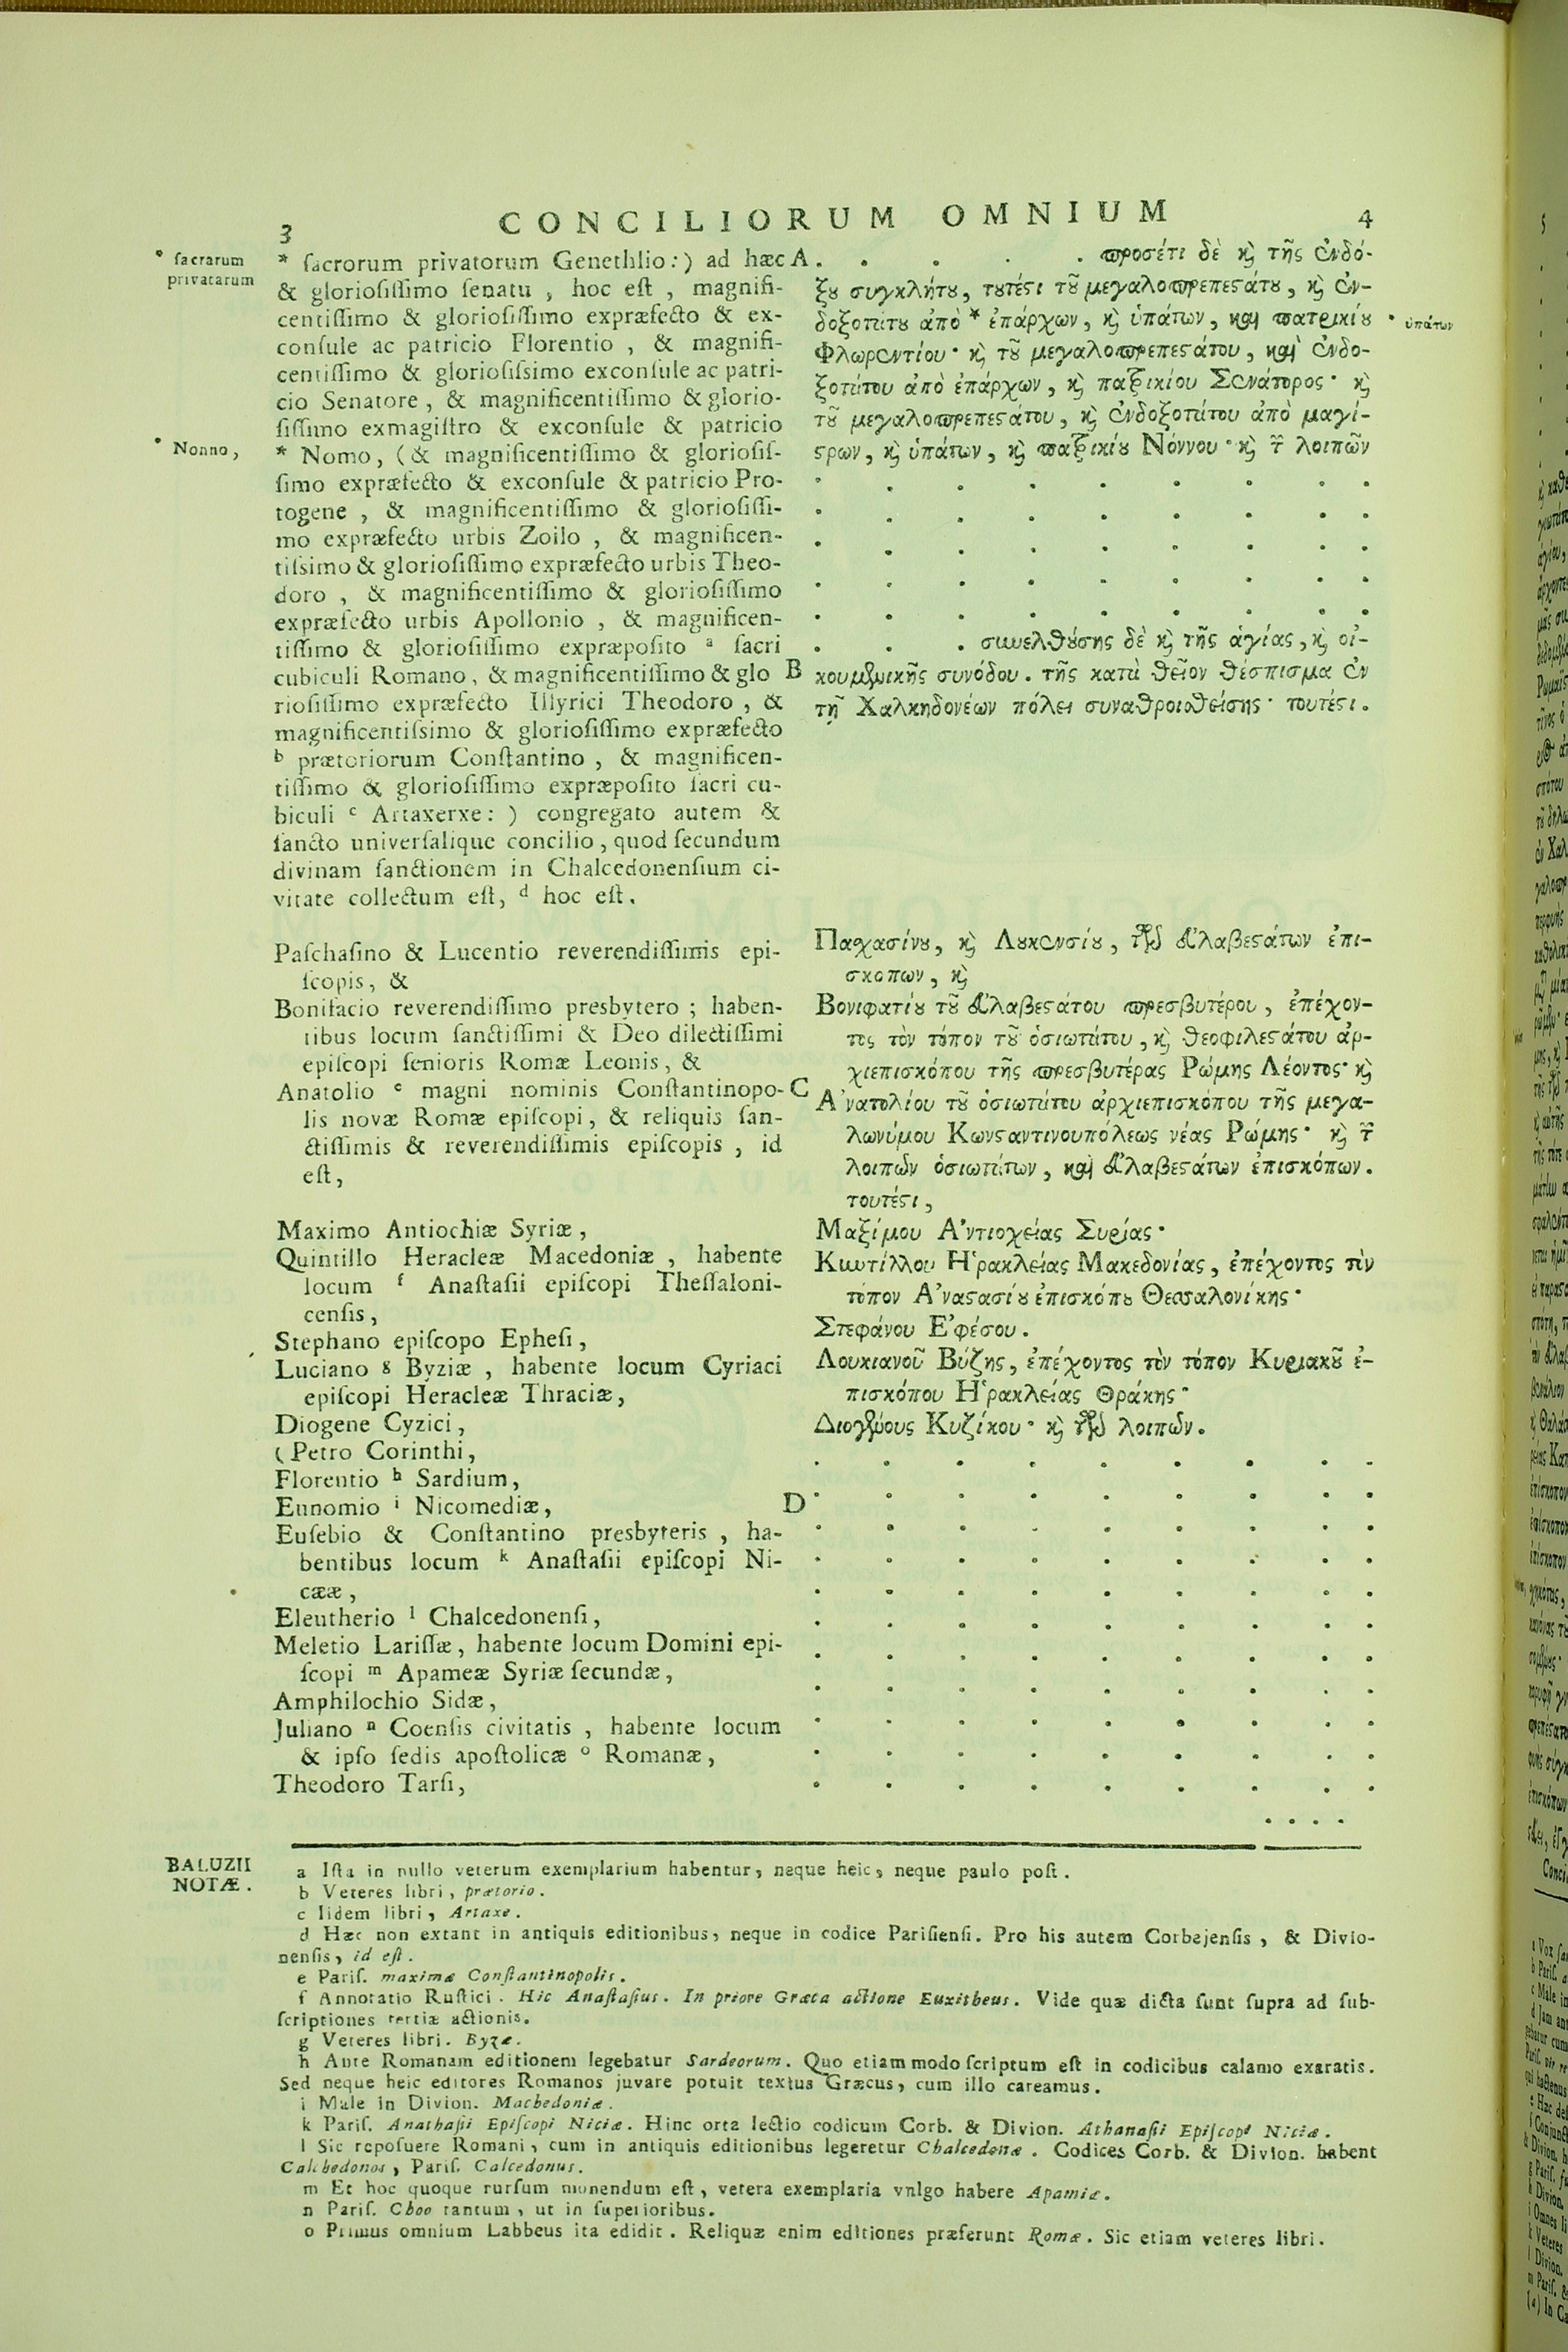 3 CONCILIORUM OMNIUM 4
* sacrarum
privatarum
* sacrorum privatorum Genethlio:) ad hæc
& gloriosissimo senatu, hoc est, magnifi-
centissimo & gloriosissimo expræfecto & ex-
consule ac patricio Florentio, & magnifi-
centissimo & gloriosissimo exconsule ac patri-
cio Senatore, & magnificentissimo & glorio-
sissimo exmagistro & exconsule & patricio
* Nonno,
* Nomo, (& magnificentissimo & gloriosis-
simo expræfecto & exconsule & patricio Pro-
togene, & magnificentissimo & gloriosissi-
mo expræfecto urbis Zoilo, & magnificen-
tissimo & gloriosissimo expræfecto urbis Theo-
doro, & magnificentissimo & gloriosissimo
expræfecto urbis Apollonio, & magnificen-
tissimo & gloriosissimo expræposito a sacri
cubiculi Romano, & magnificentissimo & glo
riosissimo expræfecto Illyrici Theodoro, &
magnificentissimo & gloriosissimo expræfecto
b prætoriorum Constantino, & magnificen-
tissimo & gloriosissimo expræposito sacri cu-
biculi c Artaxerxe:) congregato autem &
sancto universalique concilio, quod secundum
divinam sanctionem in Chalcedonensium ci-
vitate collectum est, d hoc est.
Paschasino & Lucentio reverendissimis epi-
scopis, &
Bonifacio reverendissimo presbytero; haben-
tibus locum sanctissimi & Deo dilectissimi
episcopi senioris Romæ Leonis, &
Anatolio e magni nominis Constantinopo-
lis novæ Romæ episcopi, & reliquis san-
ctissimis & reverendissimis episcopis, id
est,
Maximo Antiochiæ Syriæ,
Quintillo Heracleæ Macedoniæ, habente
locum f Anastasii episcopi Thessaloni-
censis,
Stephano episcopo Ephesi,
Luciano g Byziæ, habente locum Cyriaci
episcopi Heracleæ Thraciæ,
Diogene Cyzici,
(Petro Corinthi,
Florentio h Sardium,
Eunomio i Nicomediæ,
Eusebio & Constantino presbyteris, ha-
bentibus locum k Anastasii episcopi Ni-
cææ,
Eleutherio l Chalcedonensi,
Meletio Larissæ, habente locum Domini epi-
scopi m Apameæ Syriæ secundæ,
Amphilochio Sidæ,
Juliano n Coensis civitatis, habente locum
& ipso sedis apostolicæ o Romanæ,
Theodoro Tarsi,
A . . . . προσέτι δὲ καὶ τῆς ἐνδό-
ξου συγκλήτου, τουτέστι τοῦ μεγαλοπρεπεστάτου, καὶ ἐν-
δοξοτάτου ἀπὸ * ἐπάρχων, καὶ ὑπάτων, καὶ πατρικίου
* ὑπάτων
Φλωρεντίου· καὶ τοῦ μεγαλοπρεπεστάτου, καὶ ἐνδο-
ξοτάτου ἀπὸ ἐπάρχων, καὶ πατρικίου Σενάτορος· καὶ
τοῦ μεγαλοπρεπεστάτου, καὶ ἐνδοξοτάτου ἀπὸ μαγί-
στρων, καὶ ὑπάτων, καὶ πατρικίου Νόννου· καὶ τῶν λοιπῶν
. . . συνελθούσης δὲ καὶ τῆς ἁγίας, καὶ οἰ-
B κουμενικῆς συνόδου. τῆς κατὰ θεῖον θέσπισμα ἐν
τῇ Χαλκηδονέων πόλει συναθροισθείσης· τουτέστι.
Πασχασίνου, καὶ Λουκενσίου, τῶν εὐλαβεστάτων ἐπι-
σκοπων, καὶ
Βονιφατίου τοῦ εὐλαβεστάτου πρεσβυτέρου, ἐπέχον-
τος τὸν τόπον τοῦ ὁσιωτάτου, καὶ θεοφιλεστάτου ἀρ-
χιεπισκόπου τῆς πρεσβυτέρας Ρώμης Λέοντος· καὶ
C Ἀνατολίου τοῦ ὁσιωτάτου ἀρχιεπισκόπου τῆς μεγα-
λωνύμου Κωνσταντινουπόλεως νέας Ρώμης· καὶ τῶν
λοιπῶν ὁσιωτάτων, καὶ εὐλαβεστάτων ἐπισκόπων.
τουτέστι,
Μαξίμου Ἀντιοχείας Συρίας·
Κυντίλλου Ἡρακλείας Μακεδονίας, ἐπέχοντος τὸν
τόπον Ἀναστασίου ἐπισκόπου Θεσσαλονίκης·
Στεφάνου Ἐφέσου.
Λουκιανοῦ Βύζης, ἐπέχοντος τὸν τόπον Κυριακοῦ ἐ-
πισκόπου Ἡρακλείας Θράκης·
Διογένους Κυζίκου· καὶ τῶν λοιπῶν.
D
BALUZII
NOTÆ.
a Ista in nullo veterum exemplarium habentur, neque heic, neque paulo post.
b Veteres libri, prætorio.
c Iidem libri, Artaxe.
d Hæc non extant in antiquis editionibus, neque in codice Parisiensi. Pro his autem Corbejensis, & Divio-
nensis, id est.
e Paris. maximæ Constantinopolis.
f Annotatio Rustici. Hic Anastasius. In priore Græca actione Euxitheus. Vide quæ dicta sunt supra ad sub-
scriptiones tertiæ actionis.
g Veteres libri. Byzæ.
h Ante Romanam editionem legebatur Sardeorum. Quo etiam modo scriptum est in codicibus calamo exaratis.
Sed neque heic editores Romanos juvare potuit textus Græcus, cum illo careamus.
i Male in Divion. Machedoniæ.
k Paris. Anathasii Episcopi Niciæ. Hinc orta lectio codicum Corb. & Divion. Athanasii Episcopi Niciæ.
l Sic reposuere Romani, cum in antiquis editionibus legeretur Chalcedonæ. Codices Corb. & Divion. habent
Calchedonos, Paris. Calcedonus.
m Et hoc quoque rursum monendum est, vetera exemplaria vulgo habere Apamiæ.
n Paris. Choo tantum, ut in superioribus.
o Primus omnium Labbeus ita edidit. Reliquæ enim editiones præferunt Romæ. Sic etiam veteres libri.